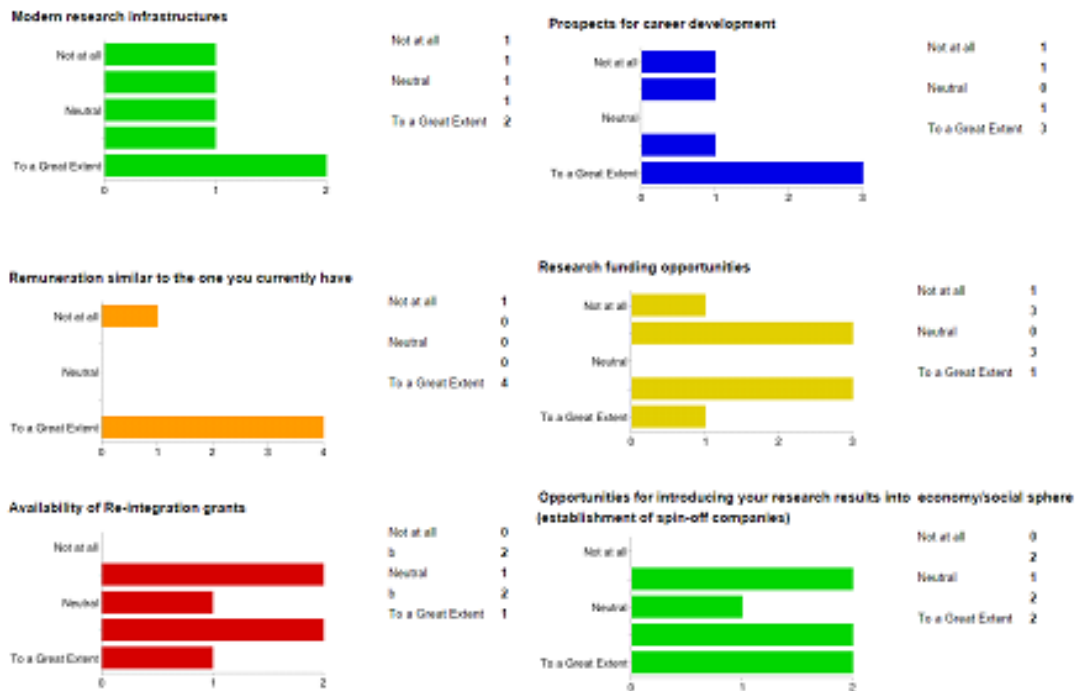 Modern research infrastructures
Not at all
Neutral
To a Great Extent
0 1 2
Not at all 1
1
Neutral 1
1
To a Great Extent 2
Prospects for career development
Not at all
Neutral
To a Great Extent
0 1 2 3
Not at all 1
1
Neutral 0
1
To a Great Extent 3
Remuneration similar to the one you currently have
Not at all
Neutral
To a Great Extent
0 1 2 3 4
Not at all 1
0
Neutral 0
0
To a Great Extent 4
Research funding opportunities
Not at all
Neutral
To a Great Extent
0 1 2 3
Not at all 1
3
Neutral 0
3
To a Great Extent 1
Availability of Re-integration grants
Not at all
Neutral
To a Great Extent
0 1 2
Not at all 0
b 2
Neutral 1
b 2
To a Great Extent 1
Opportunities for introducing your research results into economy/social sphere
(establishment of spin-off companies)
Not at all
Neutral
To a Great Extent
0 1 2
Not at all 0
2
Neutral 1
2
To a Great Extent 2